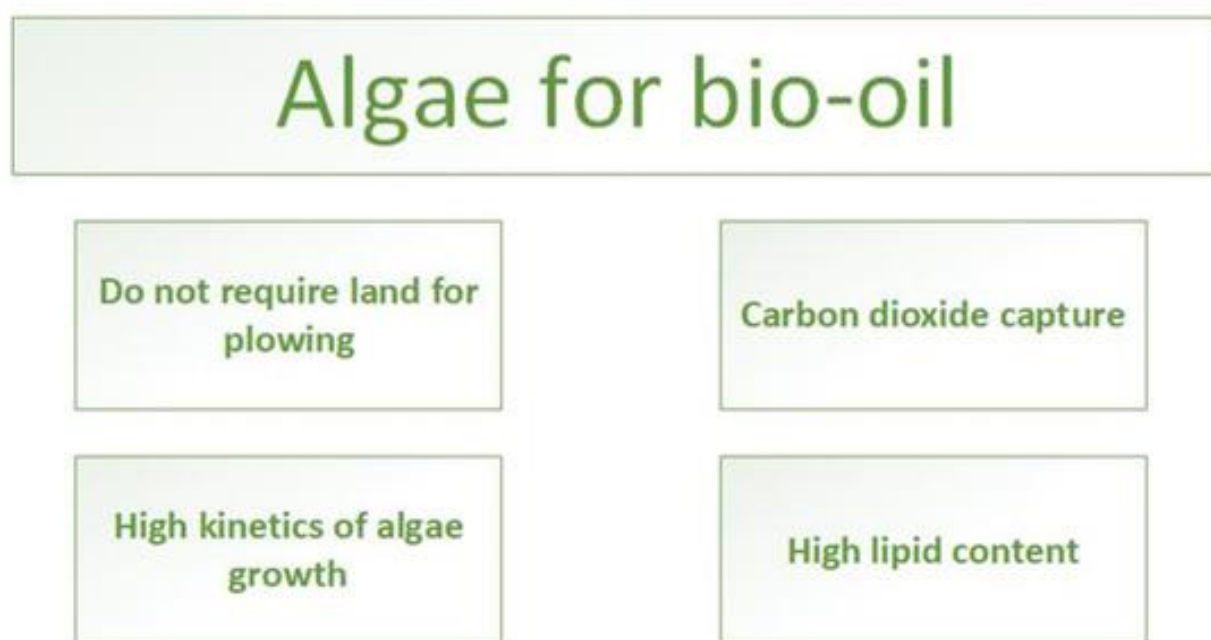 Algae for bio-oil
Do not require land for
plowing
Carbon dioxide capture
High kinetics of algae
growth
High lipid content